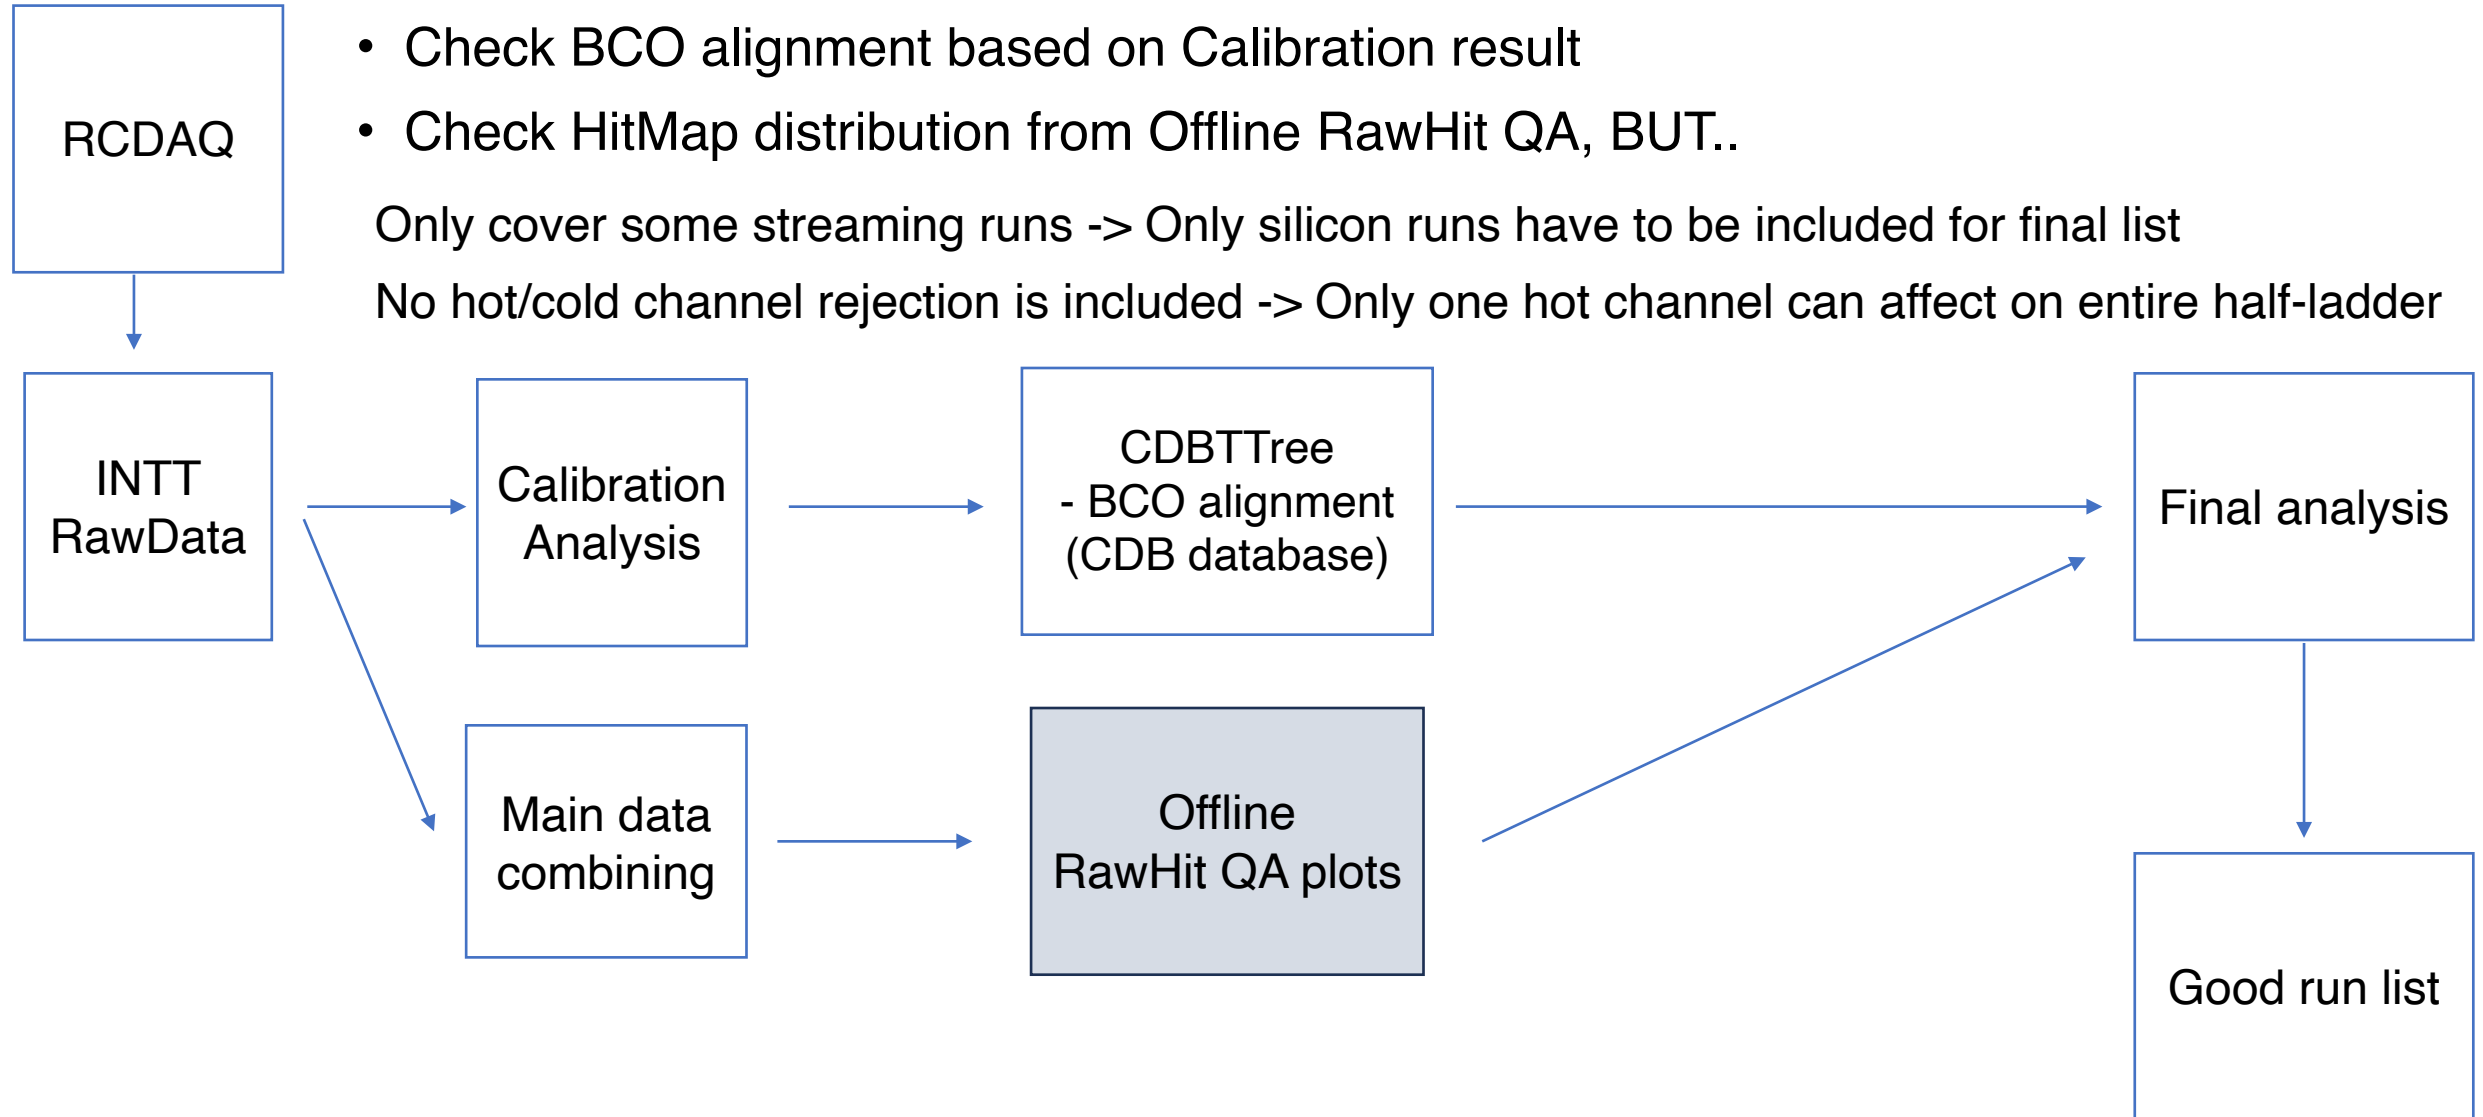 RCDAQ
• Check BCO alignment based on Calibration result
• Check HitMap distribution from Offline RawHit QA, BUT..
Only cover some streaming runs -> Only silicon runs have to be included for final list
No hot/cold channel rejection is included -> Only one hot channel can affect on entire half-ladder
INTT
RawData
Calibration
Analysis
CDBTTree
- BCO alignment
(CDB database)
Final analysis
Main data
combining
Offline
RawHit QA plots
Good run list